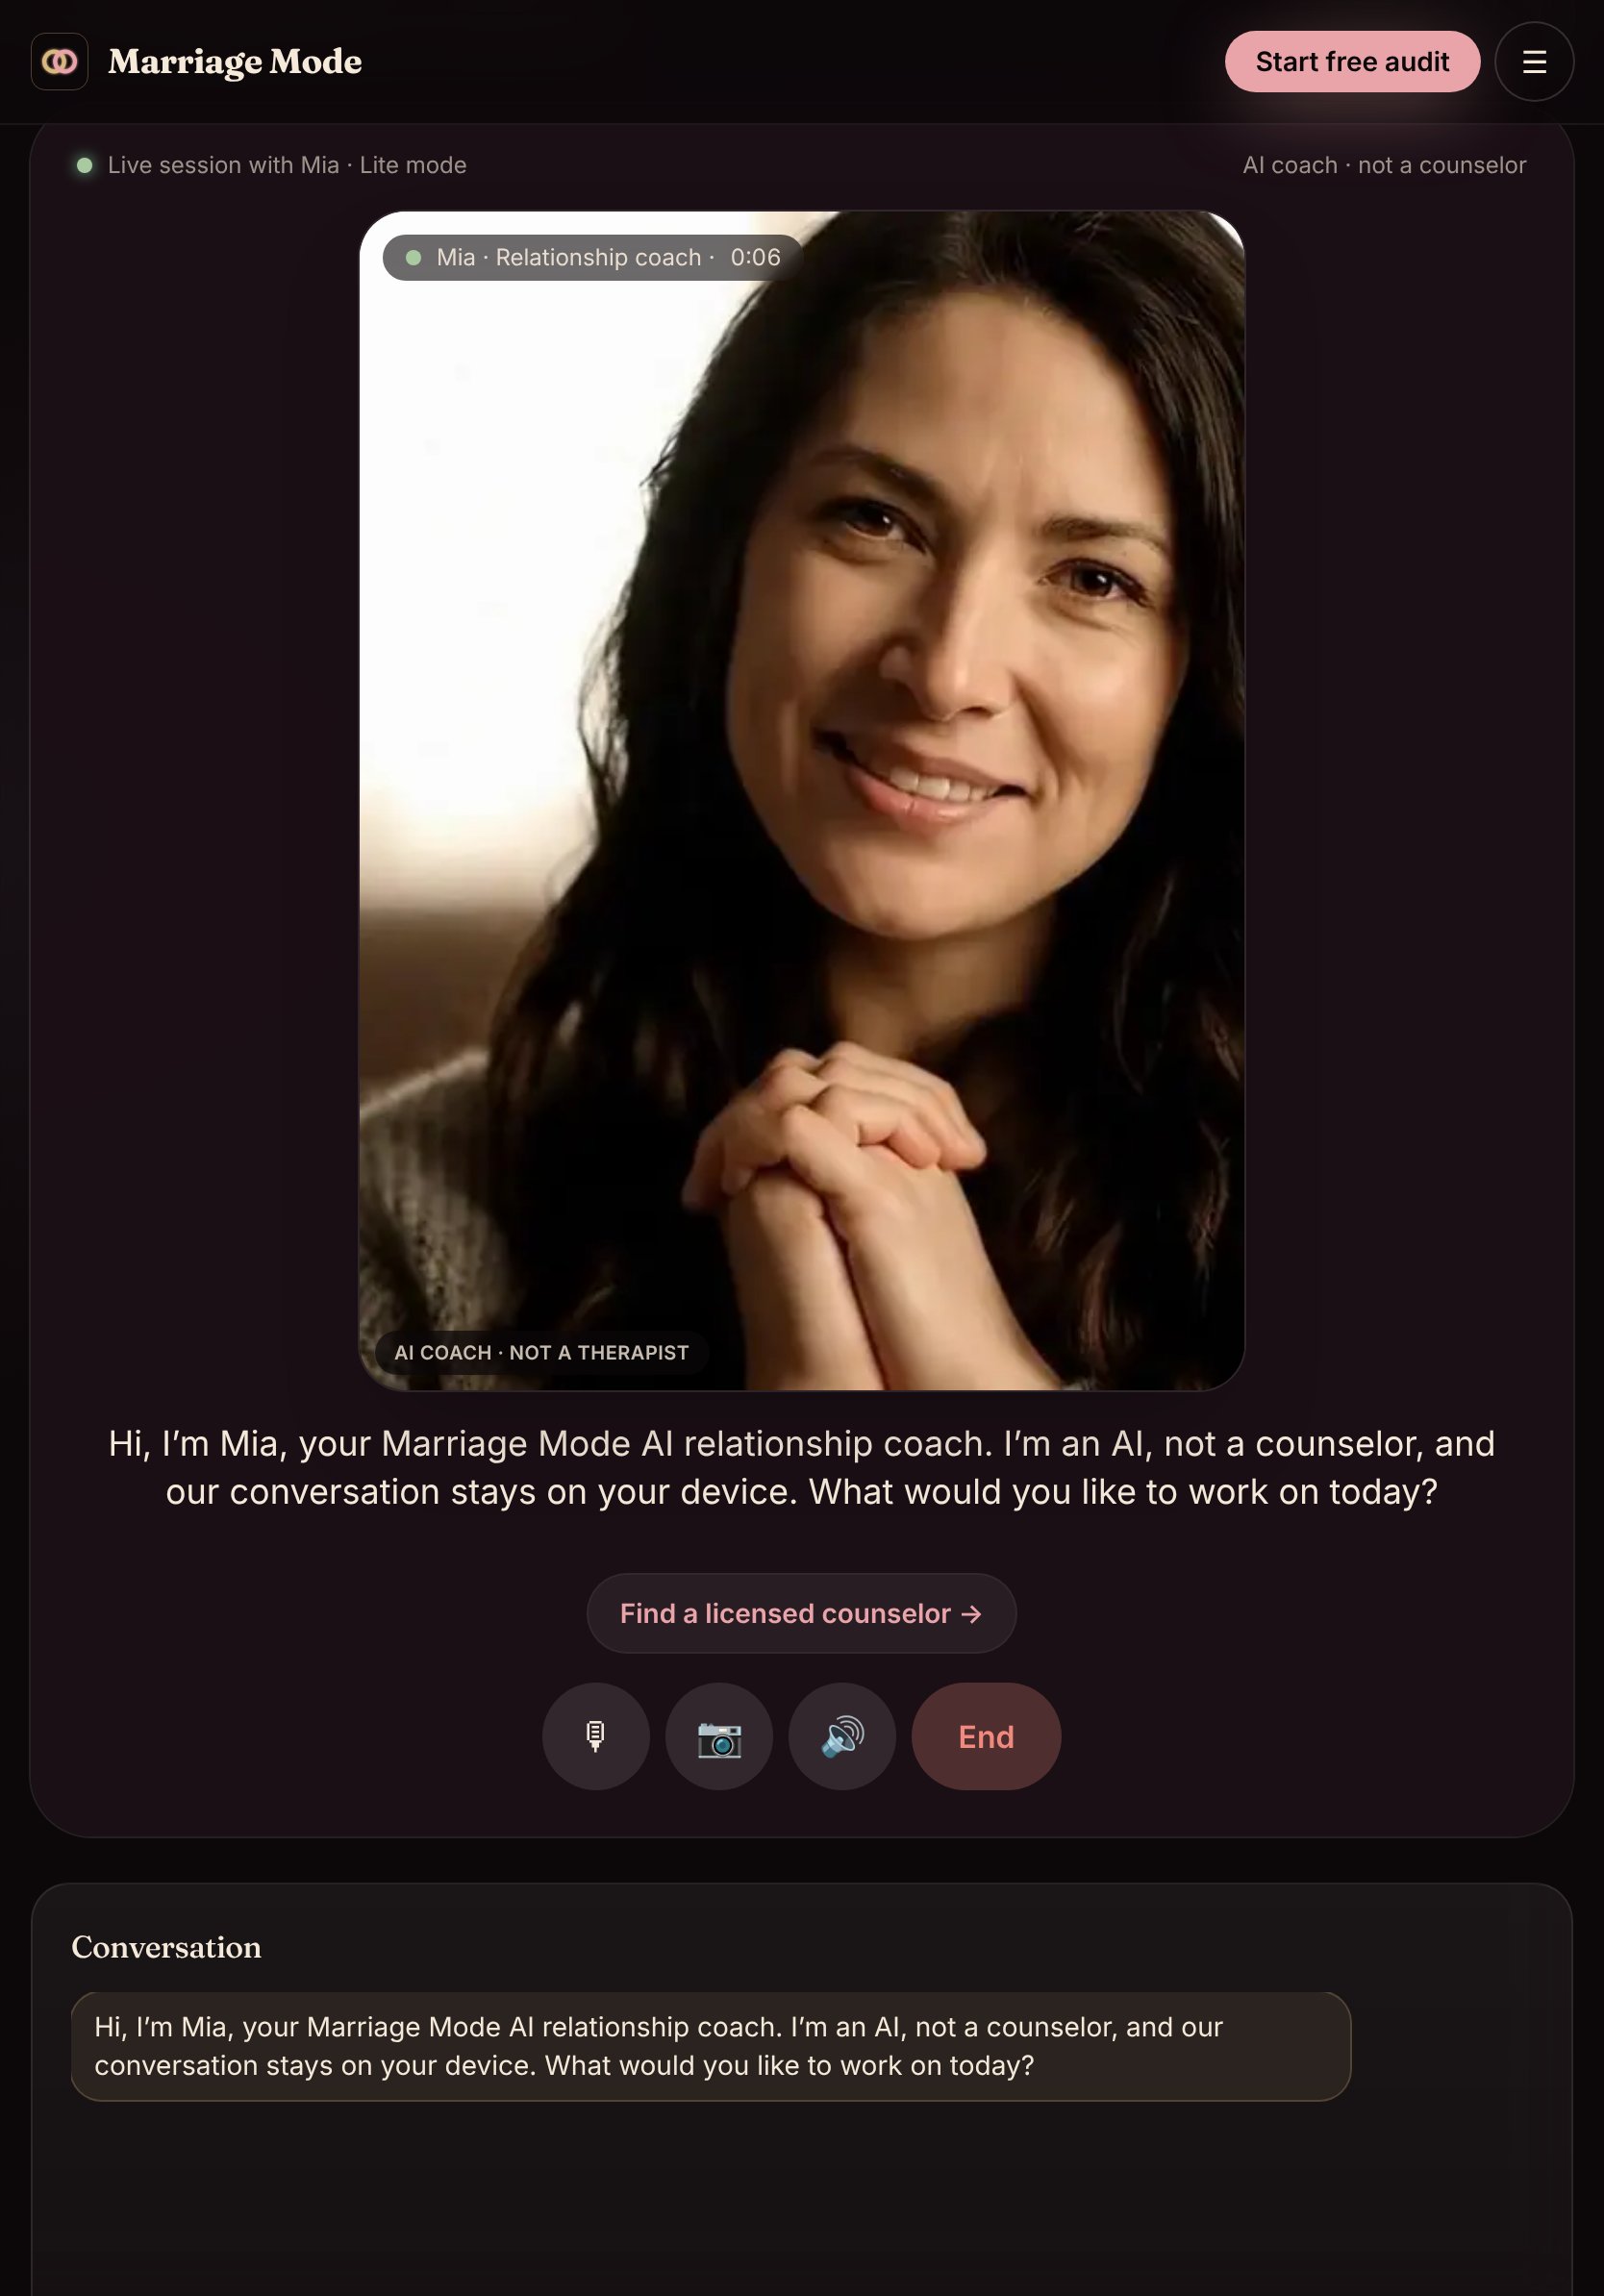 Marriage Mode
Start free audit
Live session with Mia · Lite mode
AI coach · not a counselor
Mia · Relationship coach · 0:06
AI COACH · NOT A THERAPIST
Hi, I’m Mia, your Marriage Mode AI relationship coach. I’m an AI, not a counselor, and
our conversation stays on your device. What would you like to work on today?
Find a licensed counselor →
End
Conversation
Hi, I’m Mia, your Marriage Mode AI relationship coach. I’m an AI, not a counselor, and our
conversation stays on your device. What would you like to work on today?